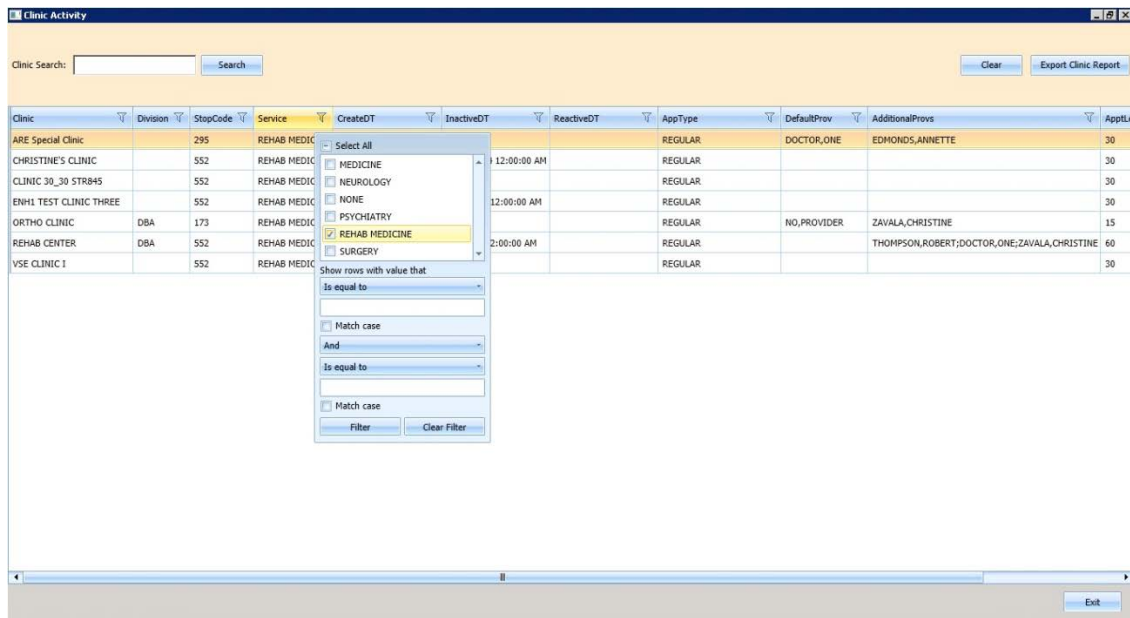 Clinic Activity
Clinic Search: Search Clear Export Clinic Report
Clinic Division StopCode Service CreateDT InactiveDT ReactiveDT AppType DefaultProv AdditionalProvs
ARE Special Clinic 295 REHAB MEDIC REGULAR DOCTOR,ONE EDMONDS,ANNETTE 30
CHRISTINE'S CLINIC 552 REHAB MEDIC 12:00:00 AM REGULAR 30
CLINIC 30_30 STR845 552 REHAB MEDIC REGULAR 30
ENH1 TEST CLINIC THREE 552 REHAB MEDIC 12:00:00 AM REGULAR 30
ORTHO CLINIC DBA 173 REHAB MEDIC REGULAR NO,PROVIDER ZAVALA,CHRISTINE 15
REHAB CENTER DBA 552 REHAB MEDIC 2:00:00 AM REGULAR THOMPSON,ROBERT;DOCTOR,ONE;ZAVALA,CHRISTINE 60
VSE CLINIC I 552 REHAB MEDIC REGULAR 30
Select All
MEDICINE
NEUROLOGY
NONE
PSYCHIATRY
REHAB MEDICINE
SURGERY
Show rows with value that
Is equal to
Match case
And
Is equal to
Match case
Filter Clear Filter
Exit